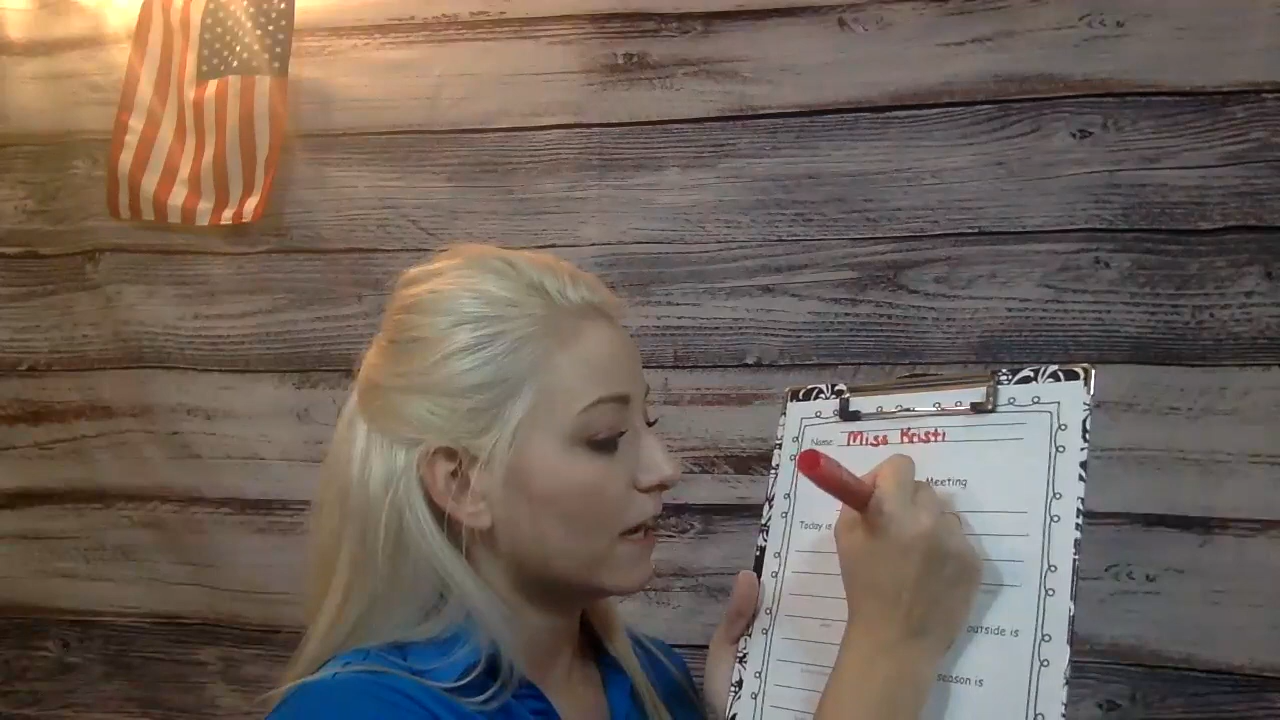 Name Miss Kristi
Meeting
Today is
outside is
season is